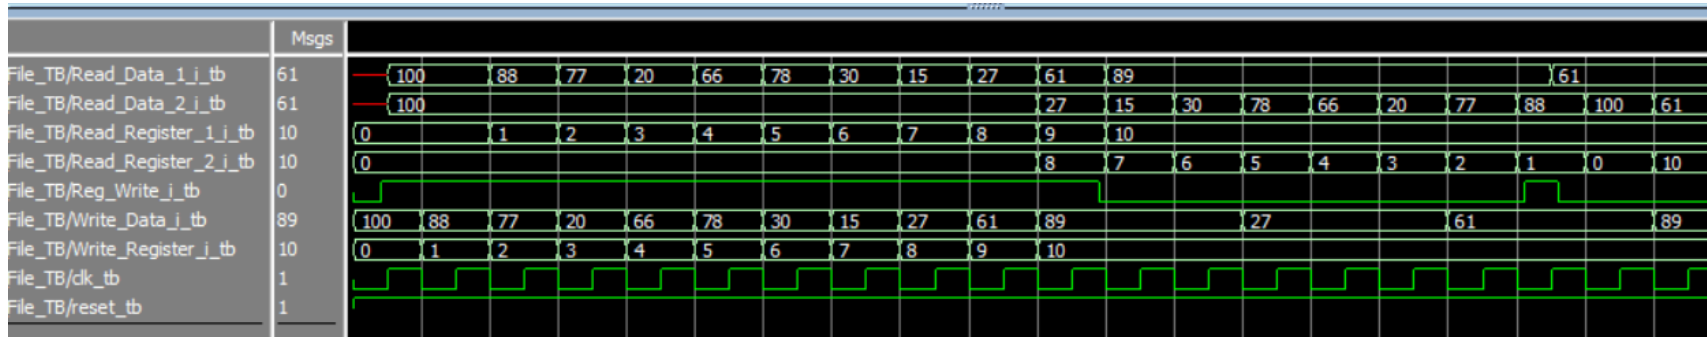 Msgs
File_TB/Read_Data_1_i_tb 61 100 88 77 20 66 78 30 15 27 61 89 61
File_TB/Read_Data_2_i_tb 61 100 27 15 30 78 66 20 77 88 100 61
File_TB/Read_Register_1_i_tb 10 0 1 2 3 4 5 6 7 8 9 10
File_TB/Read_Register_2_i_tb 10 0 8 7 6 5 4 3 2 1 0 10
File_TB/Reg_Write_i_tb 0
File_TB/Write_Data_i_tb 89 100 88 77 20 66 78 30 15 27 61 89 27 61 89
File_TB/Write_Register_i_tb 10 0 1 2 3 4 5 6 7 8 9 10
File_TB/clk_tb 1
File_TB/reset_tb 1